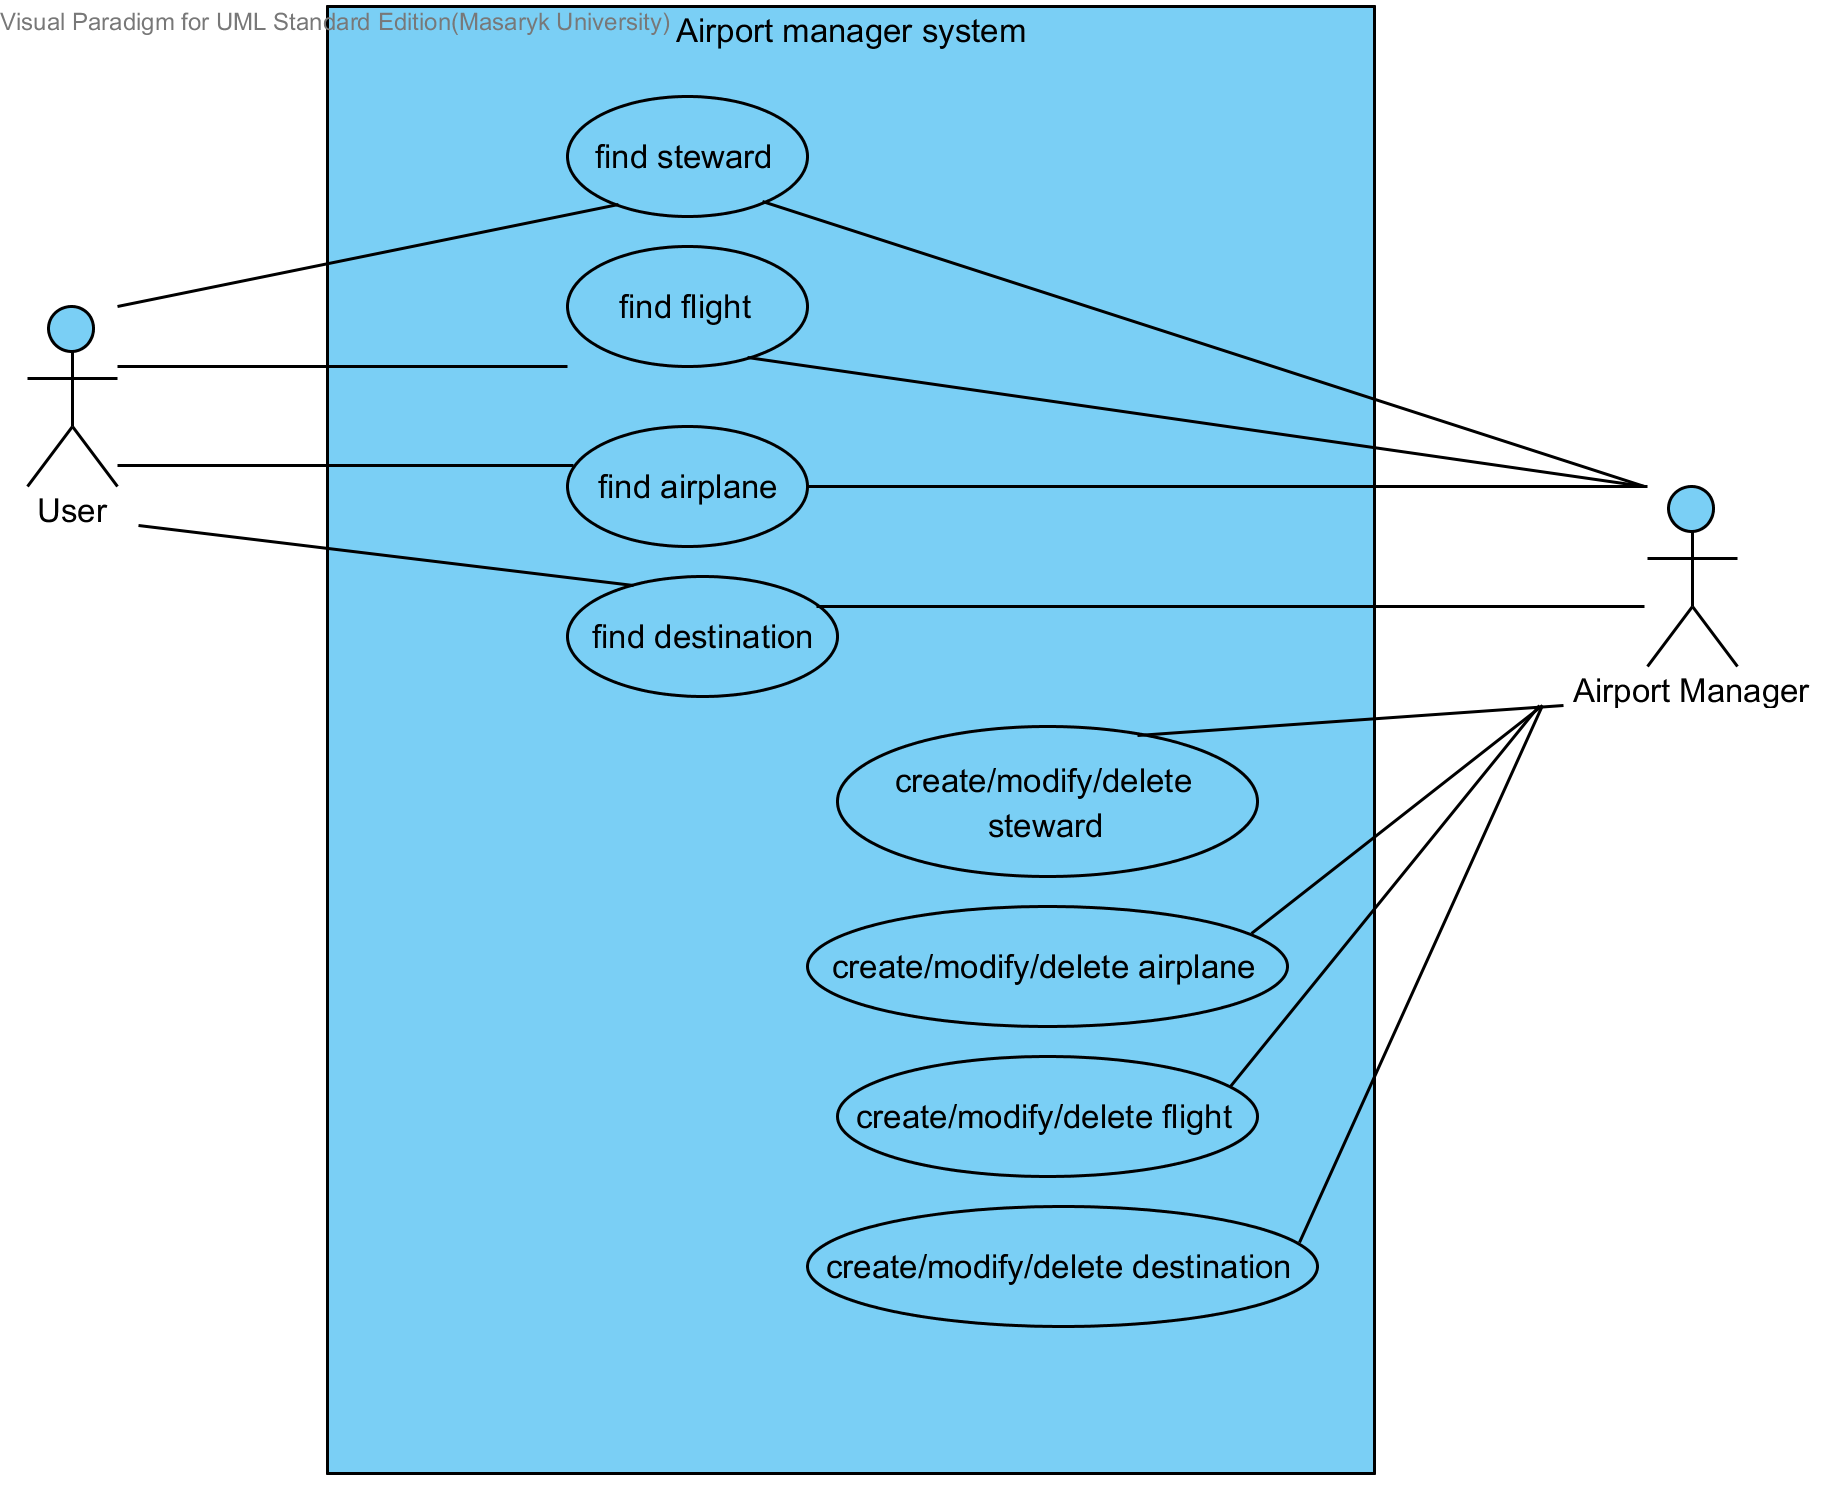 Visual Paradigm for UML Standard Edition(Masaryk University)
Airport manager system
find steward
find flight
find airplane
User
find destination
Airport Manager
create/modify/delete
steward
create/modify/delete airplane
create/modify/delete flight
create/modify/delete destination